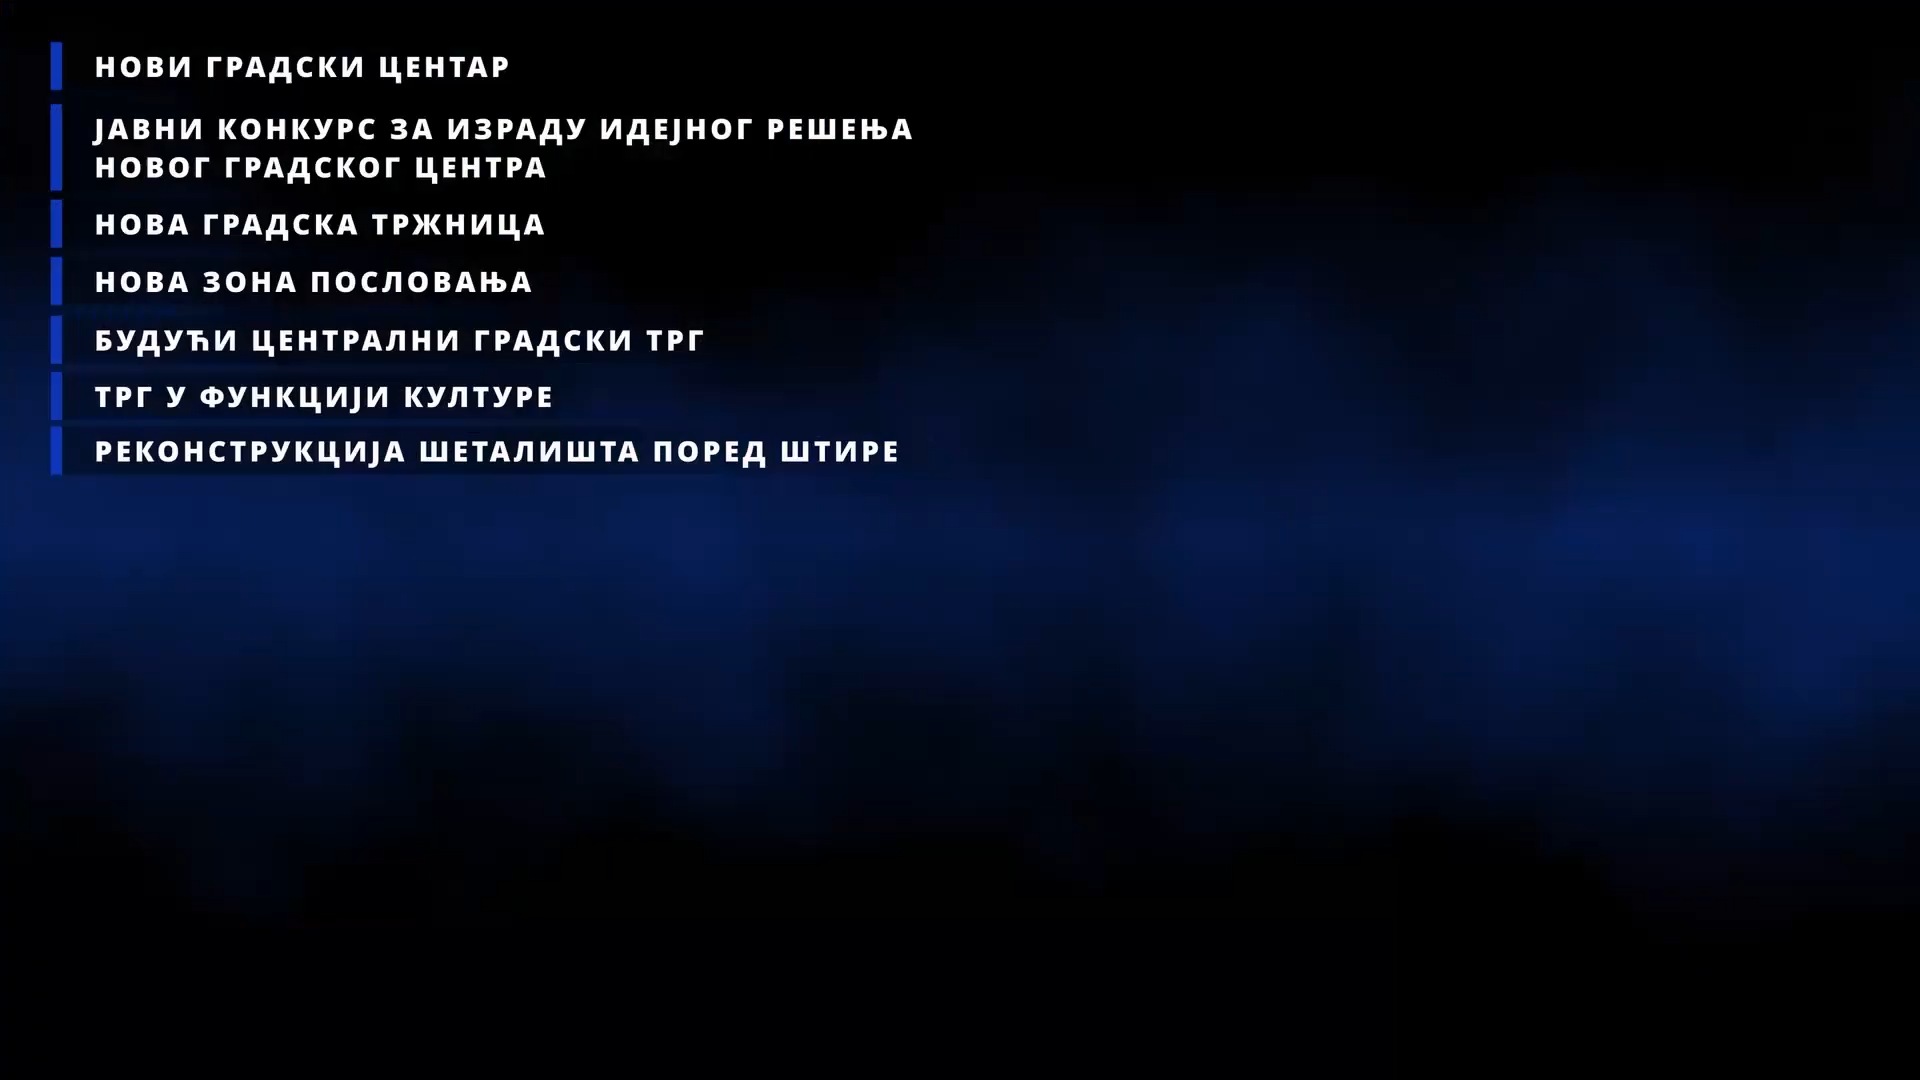 НОВИ ГРАДСКИ ЦЕНТАР
ЈАВНИ КОНКУРС ЗА ИЗРАДУ ИДЕЈНОГ РЕШЕЊА
НОВОГ ГРАДСКОГ ЦЕНТРА
НОВА ГРАДСКА ТРЖНИЦА
НОВА ЗОНА ПОСЛОВАЊА
БУДУЋИ ЦЕНТРАЛНИ ГРАДСКИ ТРГ
ТРГ У ФУНКЦИЈИ КУЛТУРЕ
РЕКОНСТРУКЦИЈА ШЕТАЛИШТА ПОРЕД ШТИРЕ